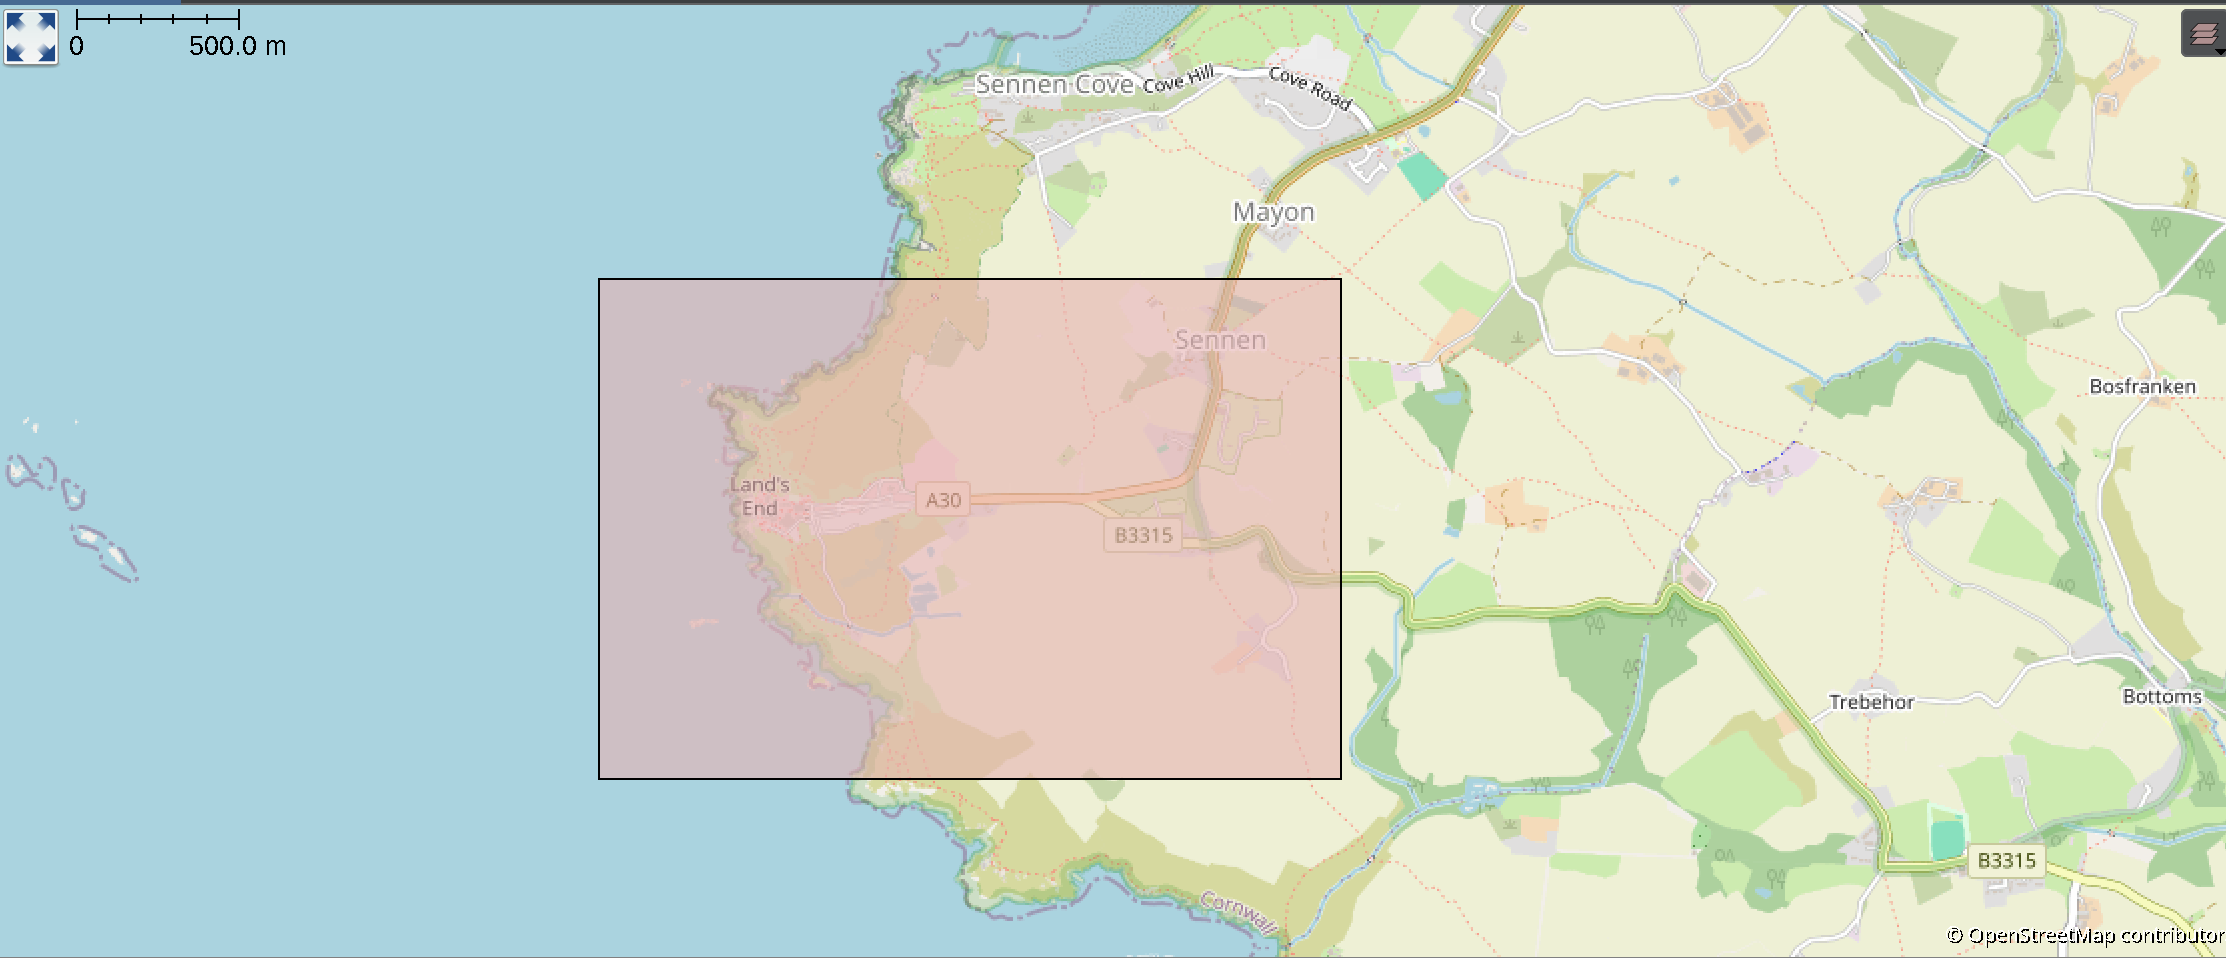 0 500.0 m
Sennen Cove
Cove Hill
Cove Road
Mayon
Sennen
Bosfranken
Land's
End
A30
B3315
Trebehor
Bottoms
B3315
Cornwall
© OpenStreetMap contributor